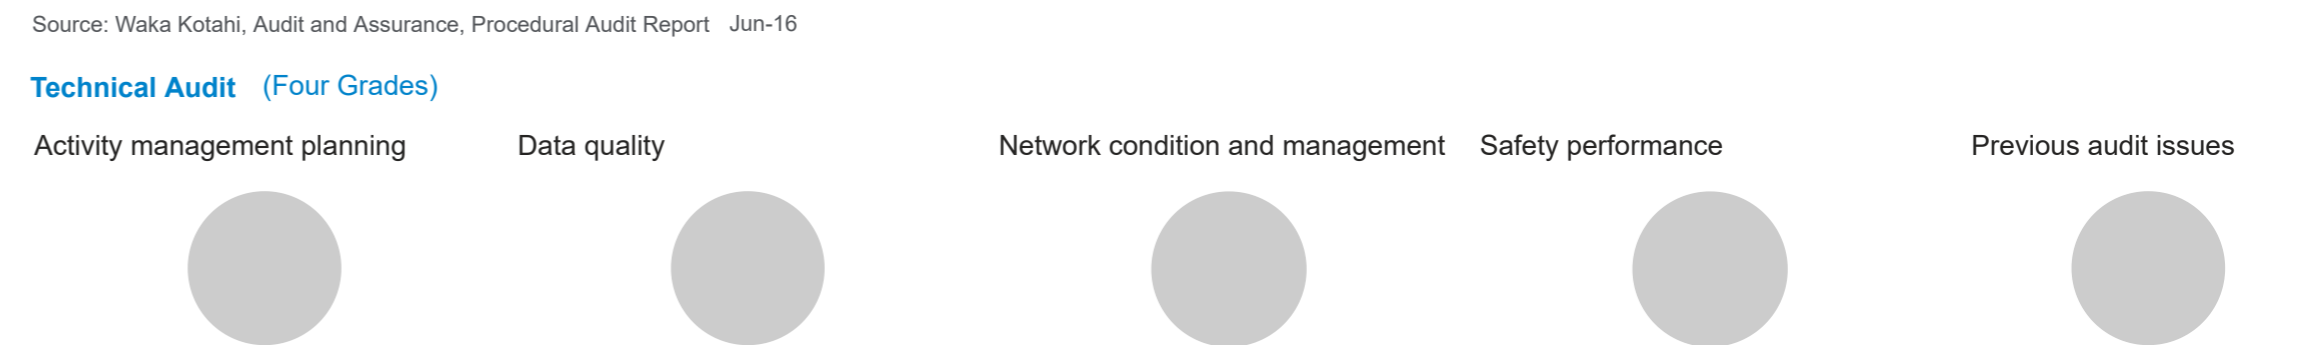 Source: Waka Kotahi, Audit and Assurance, Procedural Audit Report Jun-16
Technical Audit (Four Grades)
Activity management planning Data quality Network condition and management Safety performance Previous audit issues